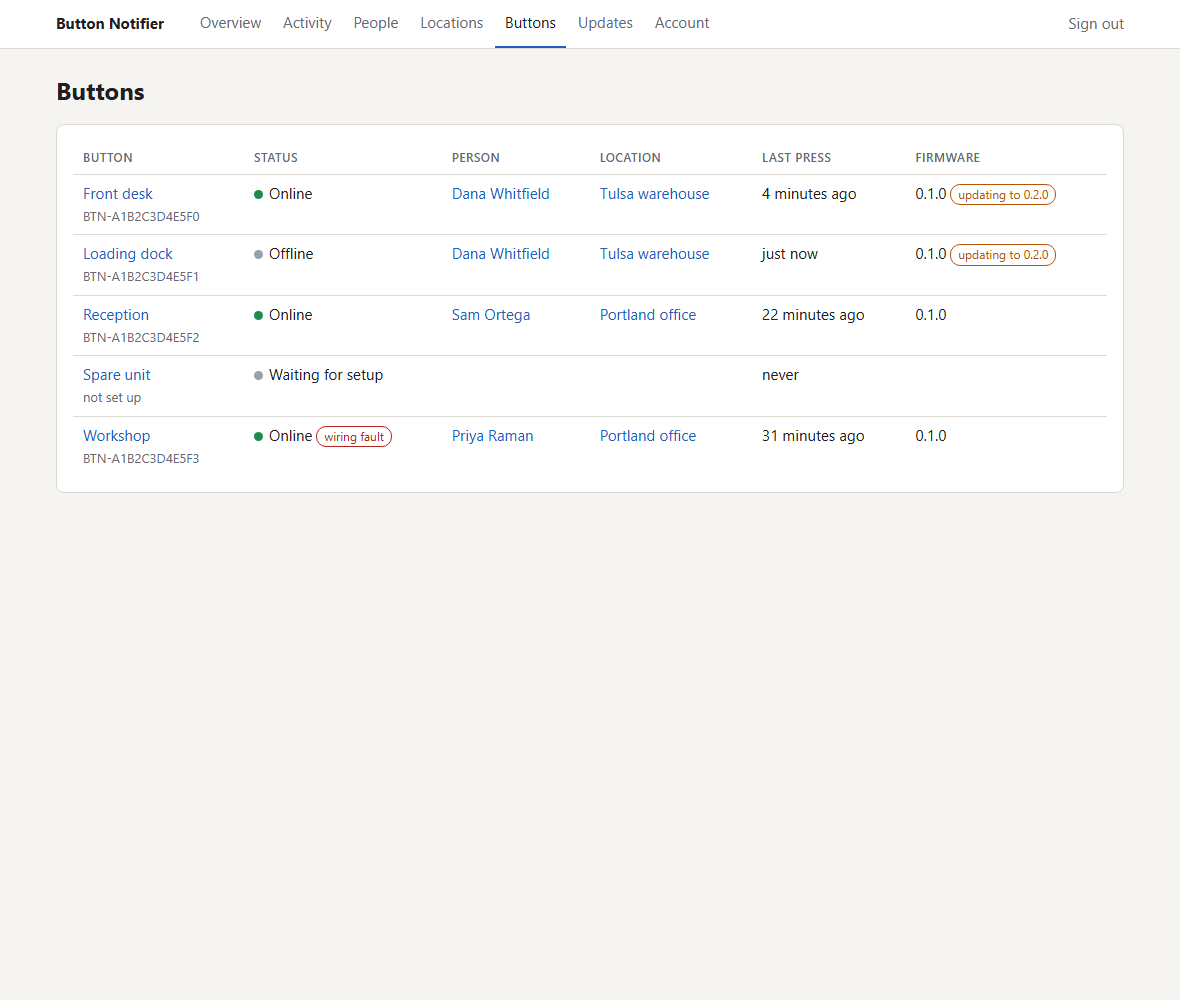 Button Notifier Overview Activity People Locations Buttons Updates Account Sign out
Buttons
BUTTON STATUS PERSON LOCATION LAST PRESS FIRMWARE
Front desk Online Dana Whitfield Tulsa warehouse 4 minutes ago 0.1.0 updating to 0.2.0
BTN-A1B2C3D4E5F0
Loading dock Offline Dana Whitfield Tulsa warehouse just now 0.1.0 updating to 0.2.0
BTN-A1B2C3D4E5F1
Reception Online Sam Ortega Portland office 22 minutes ago 0.1.0
BTN-A1B2C3D4E5F2
Spare unit Waiting for setup never
not set up
Workshop Online wiring fault Priya Raman Portland office 31 minutes ago 0.1.0
BTN-A1B2C3D4E5F3